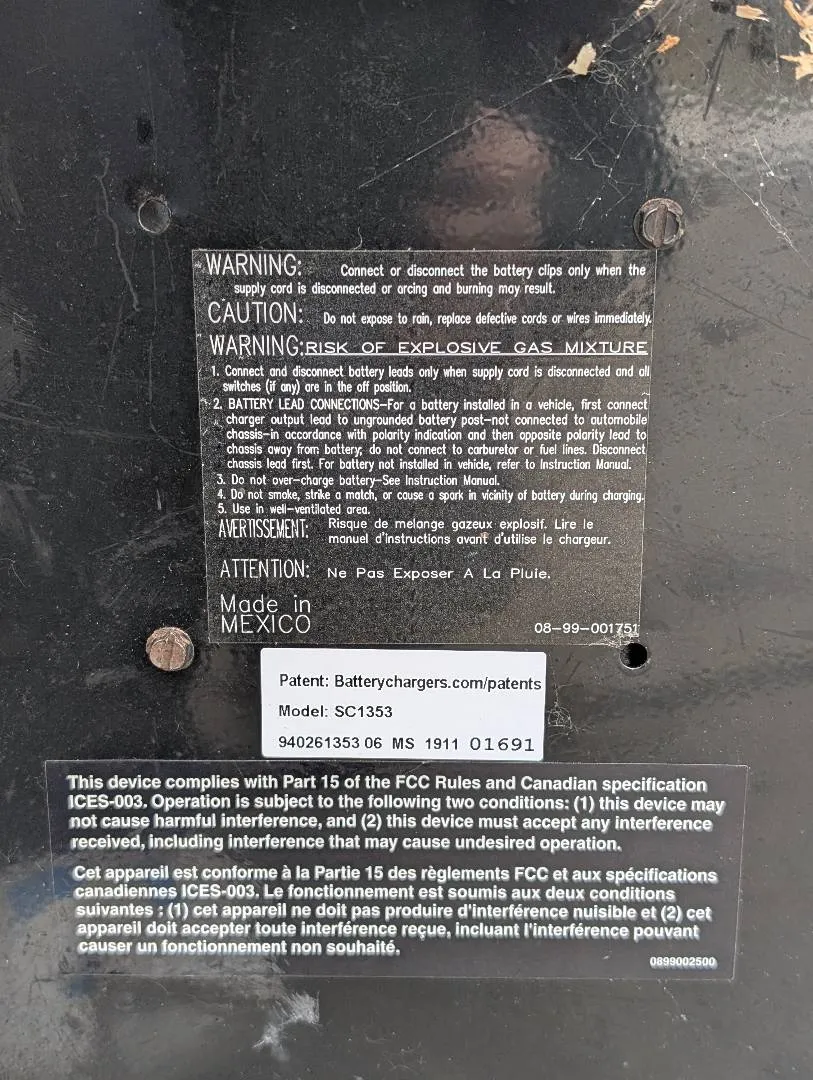 WARNING: Connect or disconnect the battery clips only when the
supply cord is disconnected or arcing and burning may result.
CAUTION: Do not expose to rain, replace defective cords or wires immediately.
WARNING: RISK OF EXPLOSIVE GAS MIXTURE
1. Connect and disconnect battery leads only when supply cord is disconnected and all
switches (if any) are in the off position.
2. BATTERY LEAD CONNECTIONS-For a battery installed in a vehicle, first connect
charger output lead to ungrounded battery post-not connected to automobile
chassis-in accordance with polarity indication and then opposite polarity lead to
chassis away from battery; do not connect to carburetor or fuel lines. Disconnect
chassis lead first. For battery not installed in vehicle, refer to Instruction Manual.
3. Do not over-charge battery-See Instruction Manual.
4. Do not smoke, strike a match, or cause a spark in vicinity of battery during charging.
5. Use in well-ventilated area.
AVERTISSEMENT: Risque de melange gazeux explosif. Lire le
manuel d'instructions avant d'utilise le chargeur.
ATTENTION: Ne Pas Exposer A La Pluie.
Made in
MEXICO
08-99-001751
Patent: Batterychargers.com/patents
Model: SC1353
940261353 06 MS 1911 01691
This device complies with Part 15 of the FCC Rules and Canadian specification
ICES-003. Operation is subject to the following two conditions: (1) this device may
not cause harmful interference, and (2) this device must accept any interference
received, including interference that may cause undesired operation.
Cet appareil est conforme à la Partie 15 des règlements FCC et aux spécifications
canadiennes ICES-003. Le fonctionnement est soumis aux deux conditions
suivantes : (1) cet appareil ne doit pas produire d'interférence nuisible et (2) cet
appareil doit accepter toute interférence reçue, incluant l'interférence pouvant
causer un fonctionnement non souhaité.
0899002500